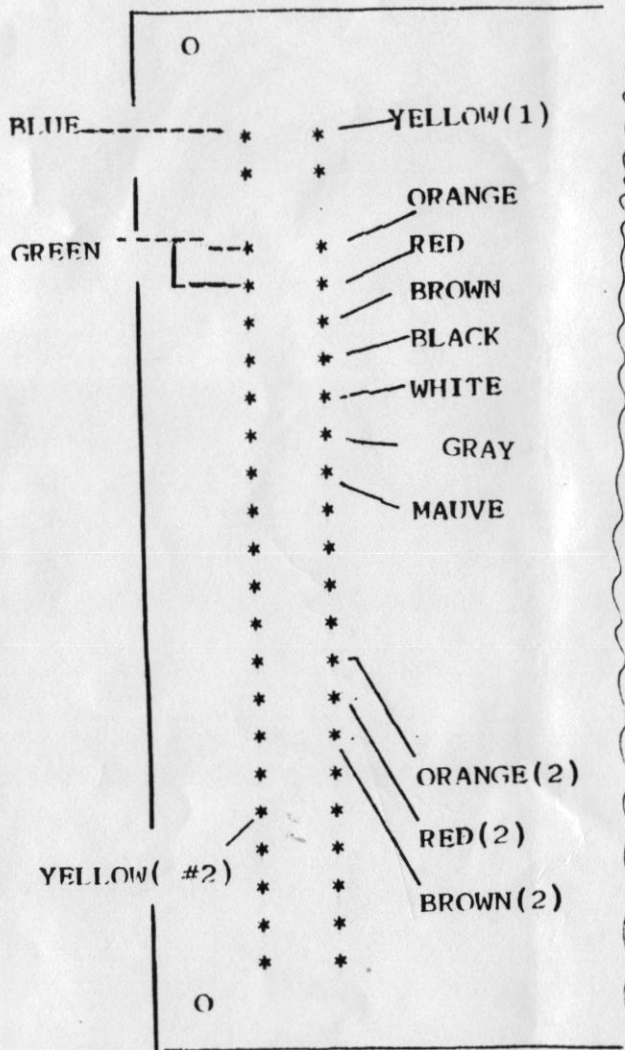 O
BLUE
YELLOW(1)
ORANGE
GREEN
RED
BROWN
BLACK
WHITE
GRAY
MAUVE
ORANGE(2)
RED(2)
YELLOW( #2)
BROWN(2)
O